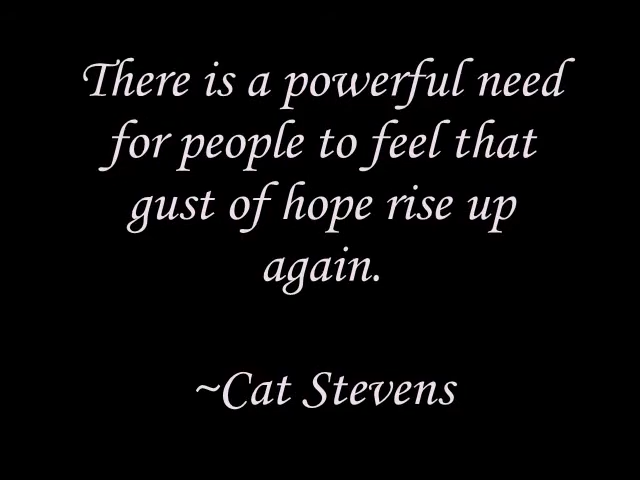 There is a powerful need
for people to feel that
gust of hope rise up
again.
~Cat Stevens